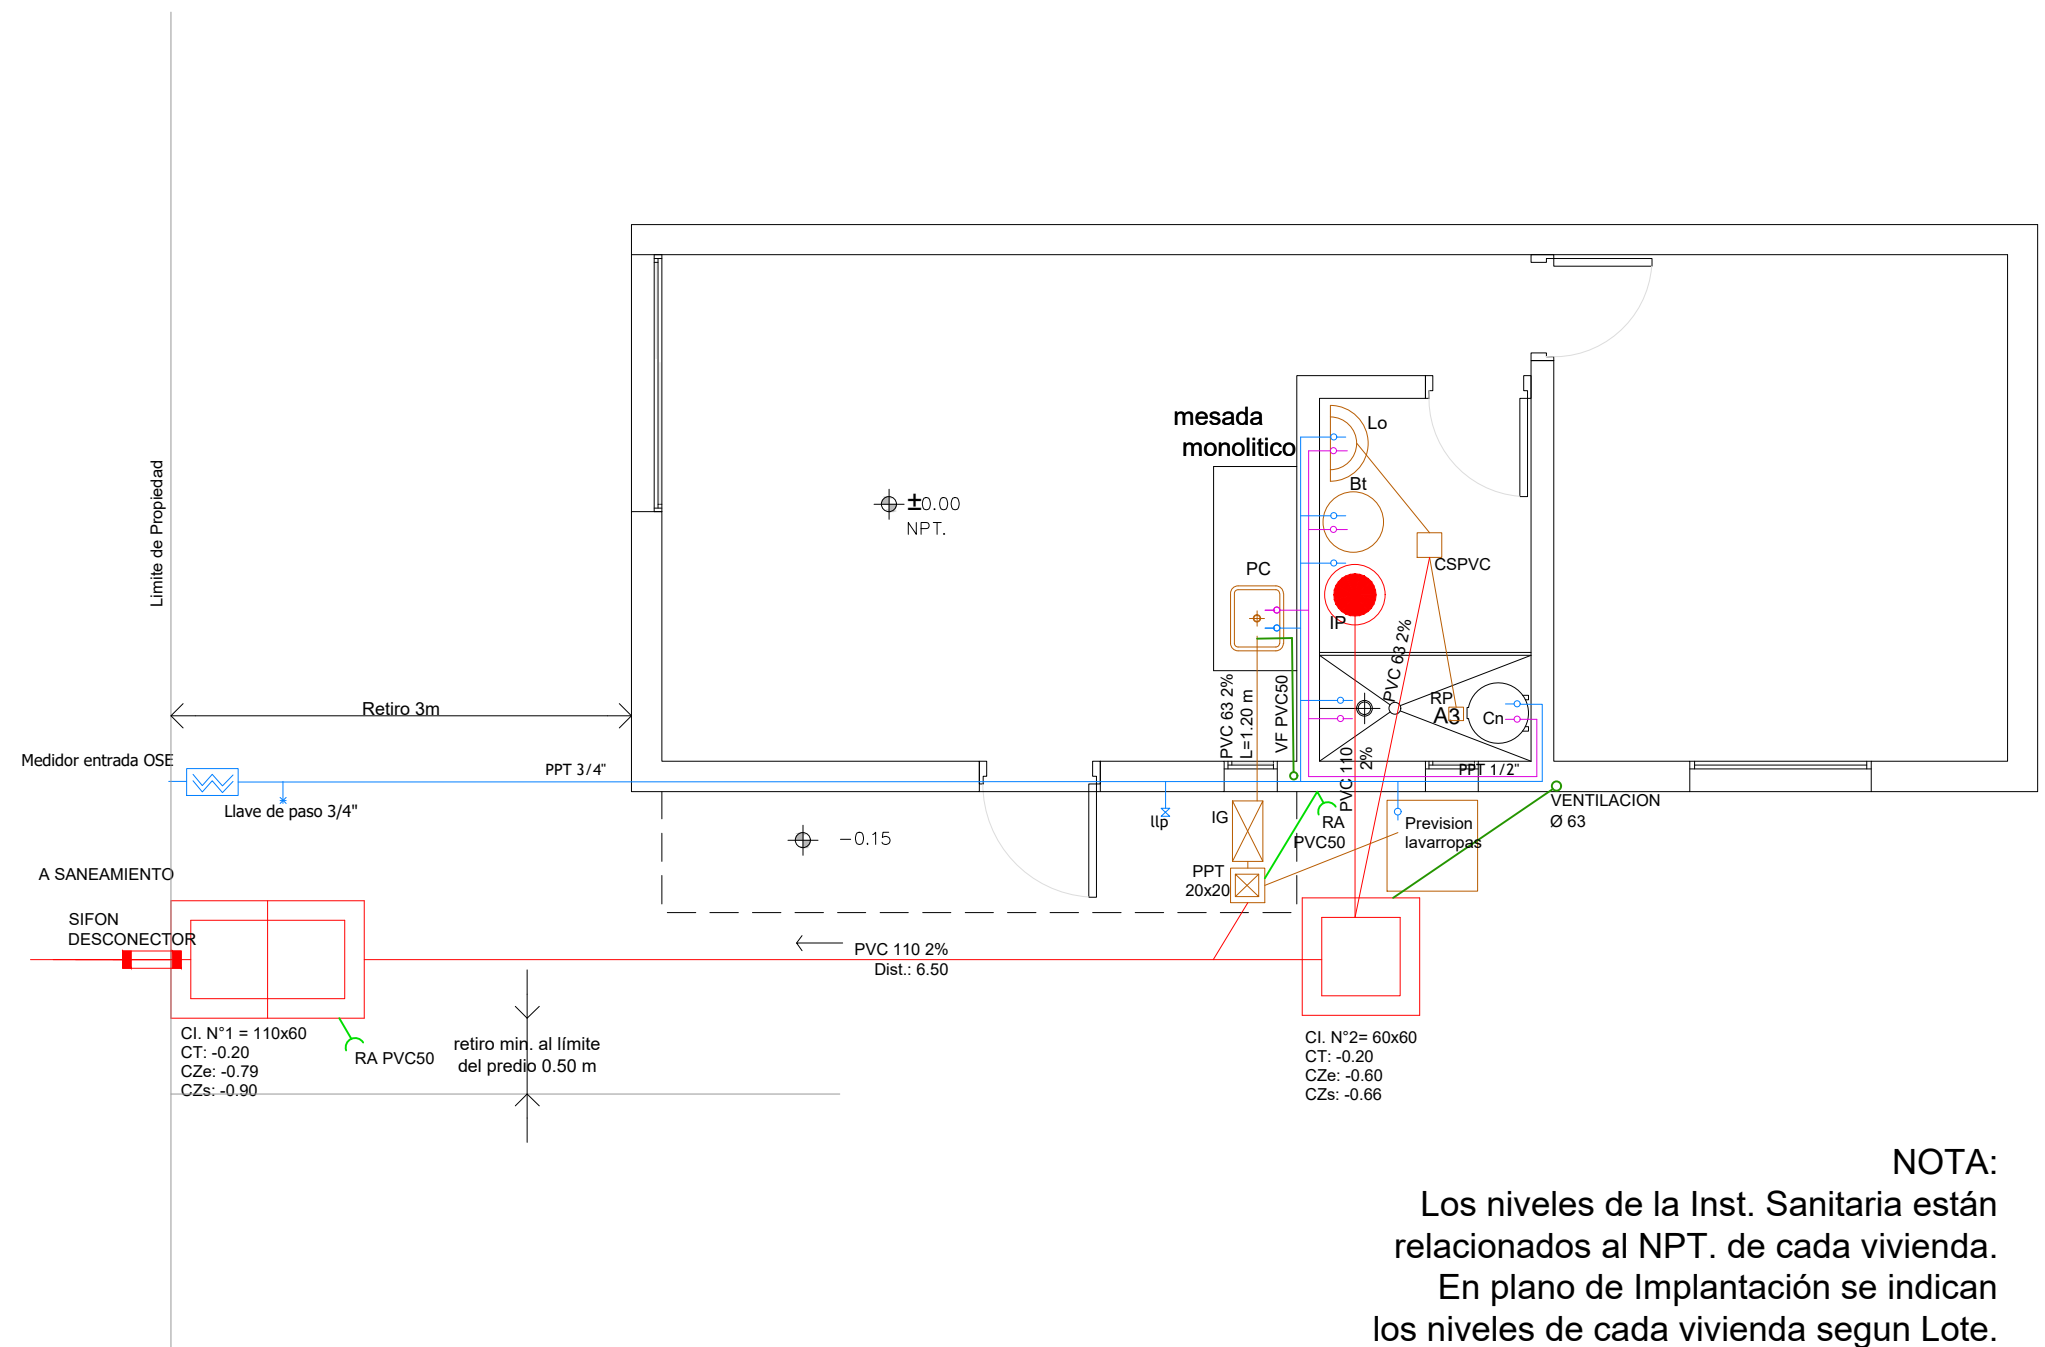 mesada
monolitico
Lo
Bt
±0.00
NPT.
PC
CSPVC
IP
Limite de Propiedad
PVC 63 2%
RP
A3
Cn
PVC 63 2%
L=1.20 m
VF PVC50
Retiro 3m
PVC 110
2%
Medidor entrada OSE
PPT 3/4"
PPT 1/2"
Llave de paso 3/4"
llp
IG
RA
PVC50
Prevision
lavarropas
VENTILACION
Ø 63
-0.15
A SANEAMIENTO
PPT
20x20
SIFON
DESCONECTOR
PVC 110 2%
Dist.: 6.50
CI. N°1 = 110x60
CT: -0.20
CZe: -0.79
CZs: -0.90
RA PVC50
retiro min. al límite
del predio 0.50 m
CI. N°2= 60x60
CT: -0.20
CZe: -0.60
CZs: -0.66
NOTA:
Los niveles de la Inst. Sanitaria están
relacionados al NPT. de cada vivienda.
En plano de Implantación se indican
los niveles de cada vivienda segun Lote.